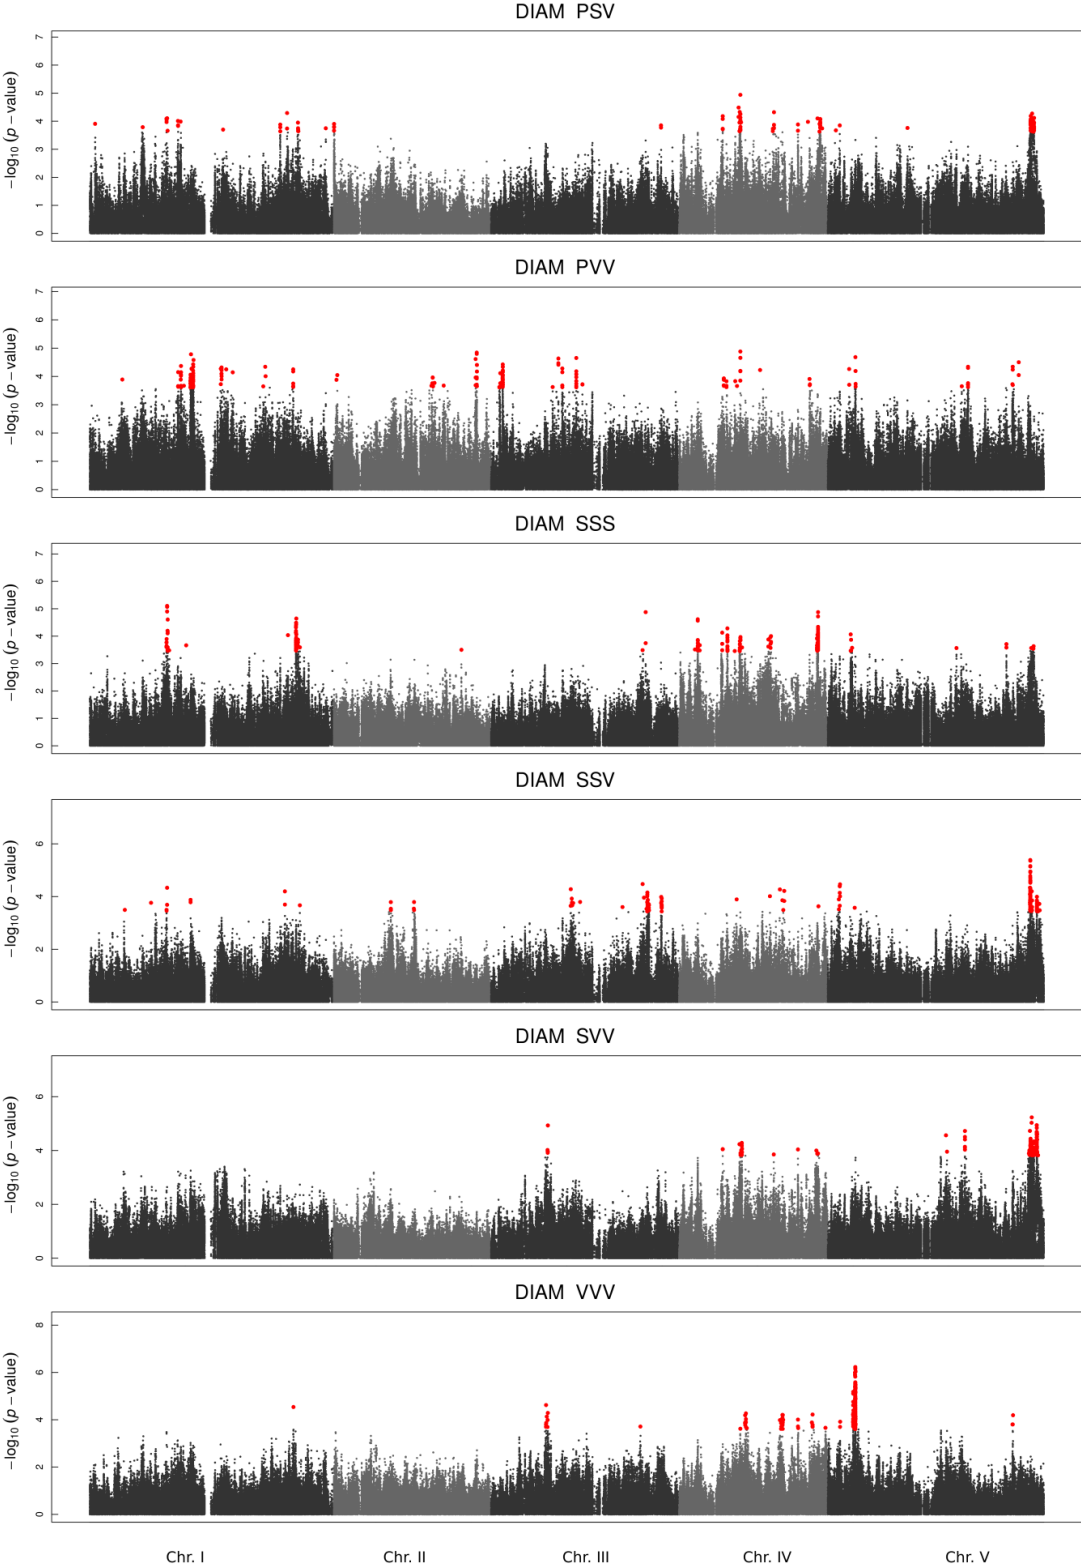 DIAM PSV
7
6
5
4
3
2
1
0
−log10 (p − value)
DIAM PVV
7
6
5
4
3
2
1
0
−log10 (p − value)
DIAM SSS
7
6
5
4
3
2
1
0
−log10 (p − value)
DIAM SSV
6
4
2
0
−log10 (p − value)
DIAM SVV
6
4
2
0
−log10 (p − value)
DIAM VVV
8
6
4
2
0
−log10 (p − value)
Chr. I Chr. II Chr. III Chr. IV Chr. V